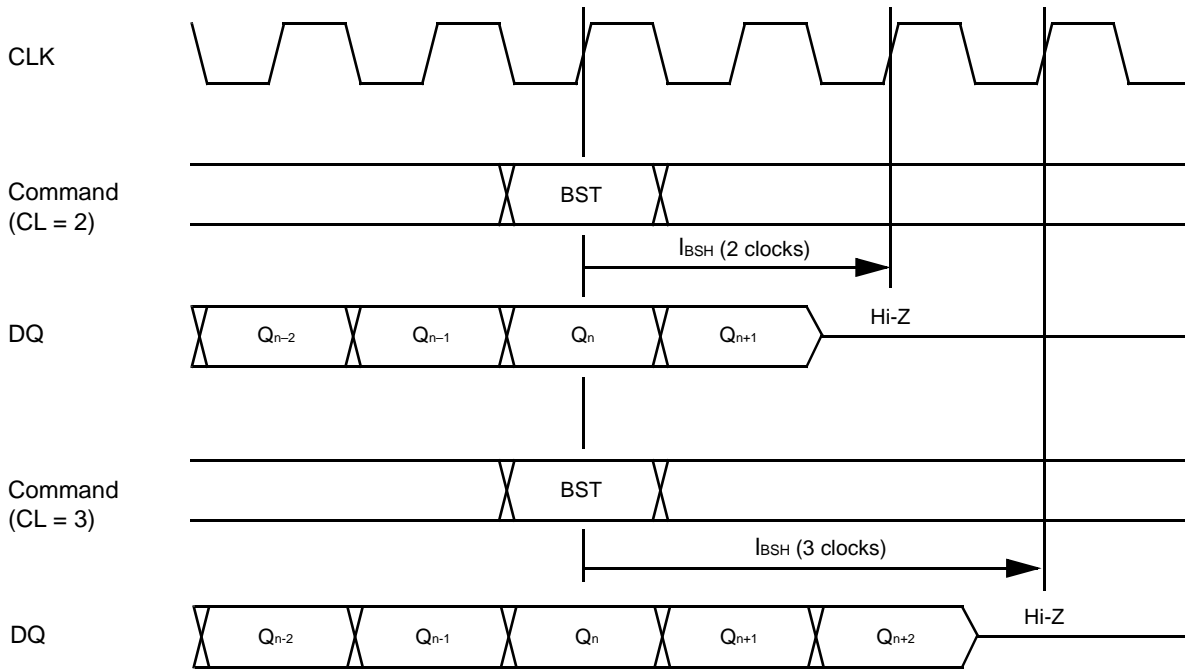 CLK
Command
(CL = 2)
BST
IBSH (2 clocks)
DQ
Qn–2
Qn–1
Qn
Qn+1
Hi-Z
Command
(CL = 3)
BST
IBSH (3 clocks)
DQ
Qn-2
Qn-1
Qn
Qn+1
Qn+2
Hi-Z